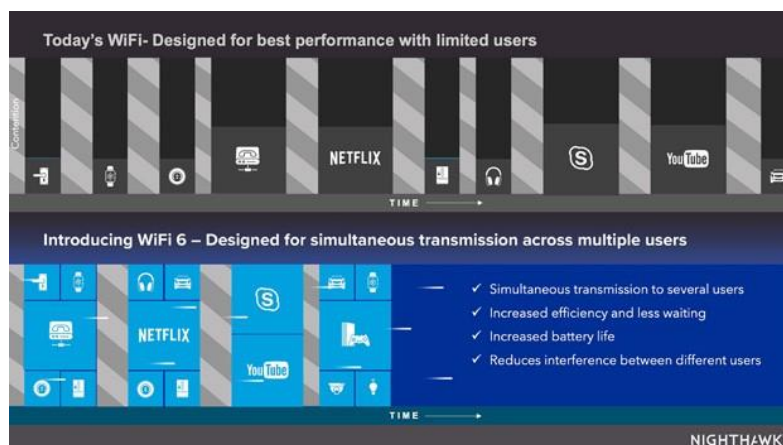 Today's WiFi- Designed for best performance with limited users
Contention
NETFLIX
S
YouTube
TIME
Introducing WiFi 6 – Designed for simultaneous transmission across multiple users
S
NETFLIX
YouTube
✓ Simultaneous transmission to several users
✓ Increased efficiency and less waiting
✓ Increased battery life
✓ Reduces interference between different users
TIME
NIGHTHAWK